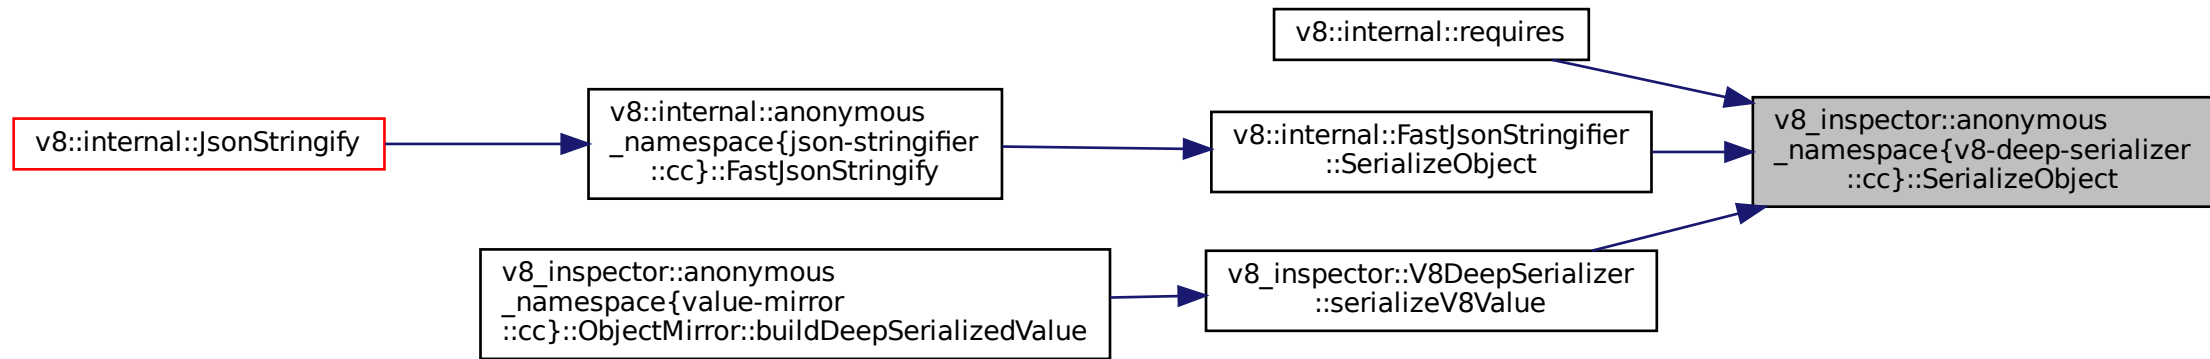 v8::internal::requires
v8::internal::JsonStringify
v8::internal::anonymous
_namespace{json-stringifier
::cc}::FastJsonStringify
v8::internal::FastJsonStringifier
::SerializeObject
v8_inspector::anonymous
_namespace{v8-deep-serializer
::cc}::SerializeObject
v8_inspector::anonymous
_namespace{value-mirror
::cc}::ObjectMirror::buildDeepSerializedValue
v8_inspector::V8DeepSerializer
::serializeV8Value